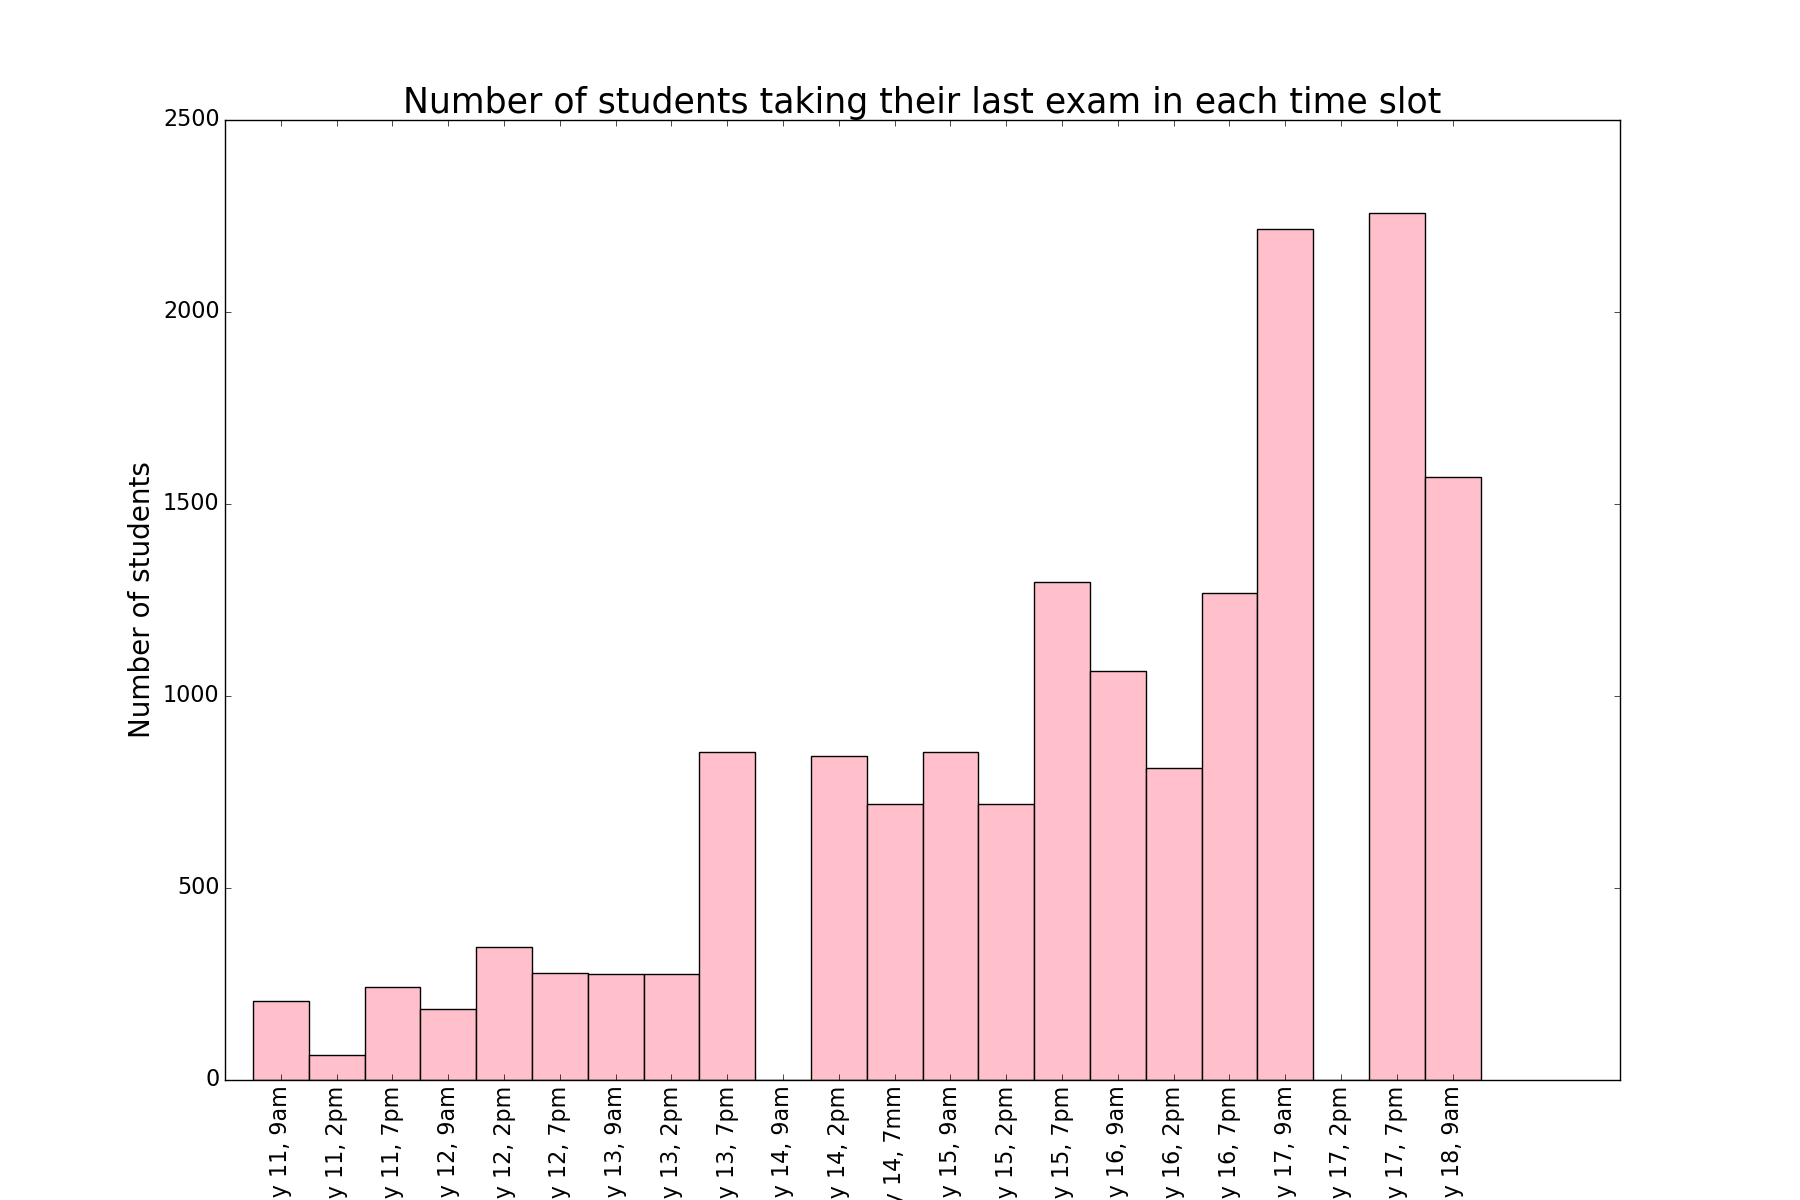 Number of students taking their last exam in each time slot
Number of students
2500
2000
1500
1000
500
0
y 11, 9am
y 11, 2pm
y 11, 7pm
y 12, 9am
y 12, 2pm
y 12, 7pm
y 13, 9am
y 13, 2pm
y 13, 7pm
y 14, 9am
y 14, 2pm
y 14, 7mm
y 15, 9am
y 15, 2pm
y 15, 7pm
y 16, 9am
y 16, 2pm
y 16, 7pm
y 17, 9am
y 17, 2pm
y 17, 7pm
y 18, 9am